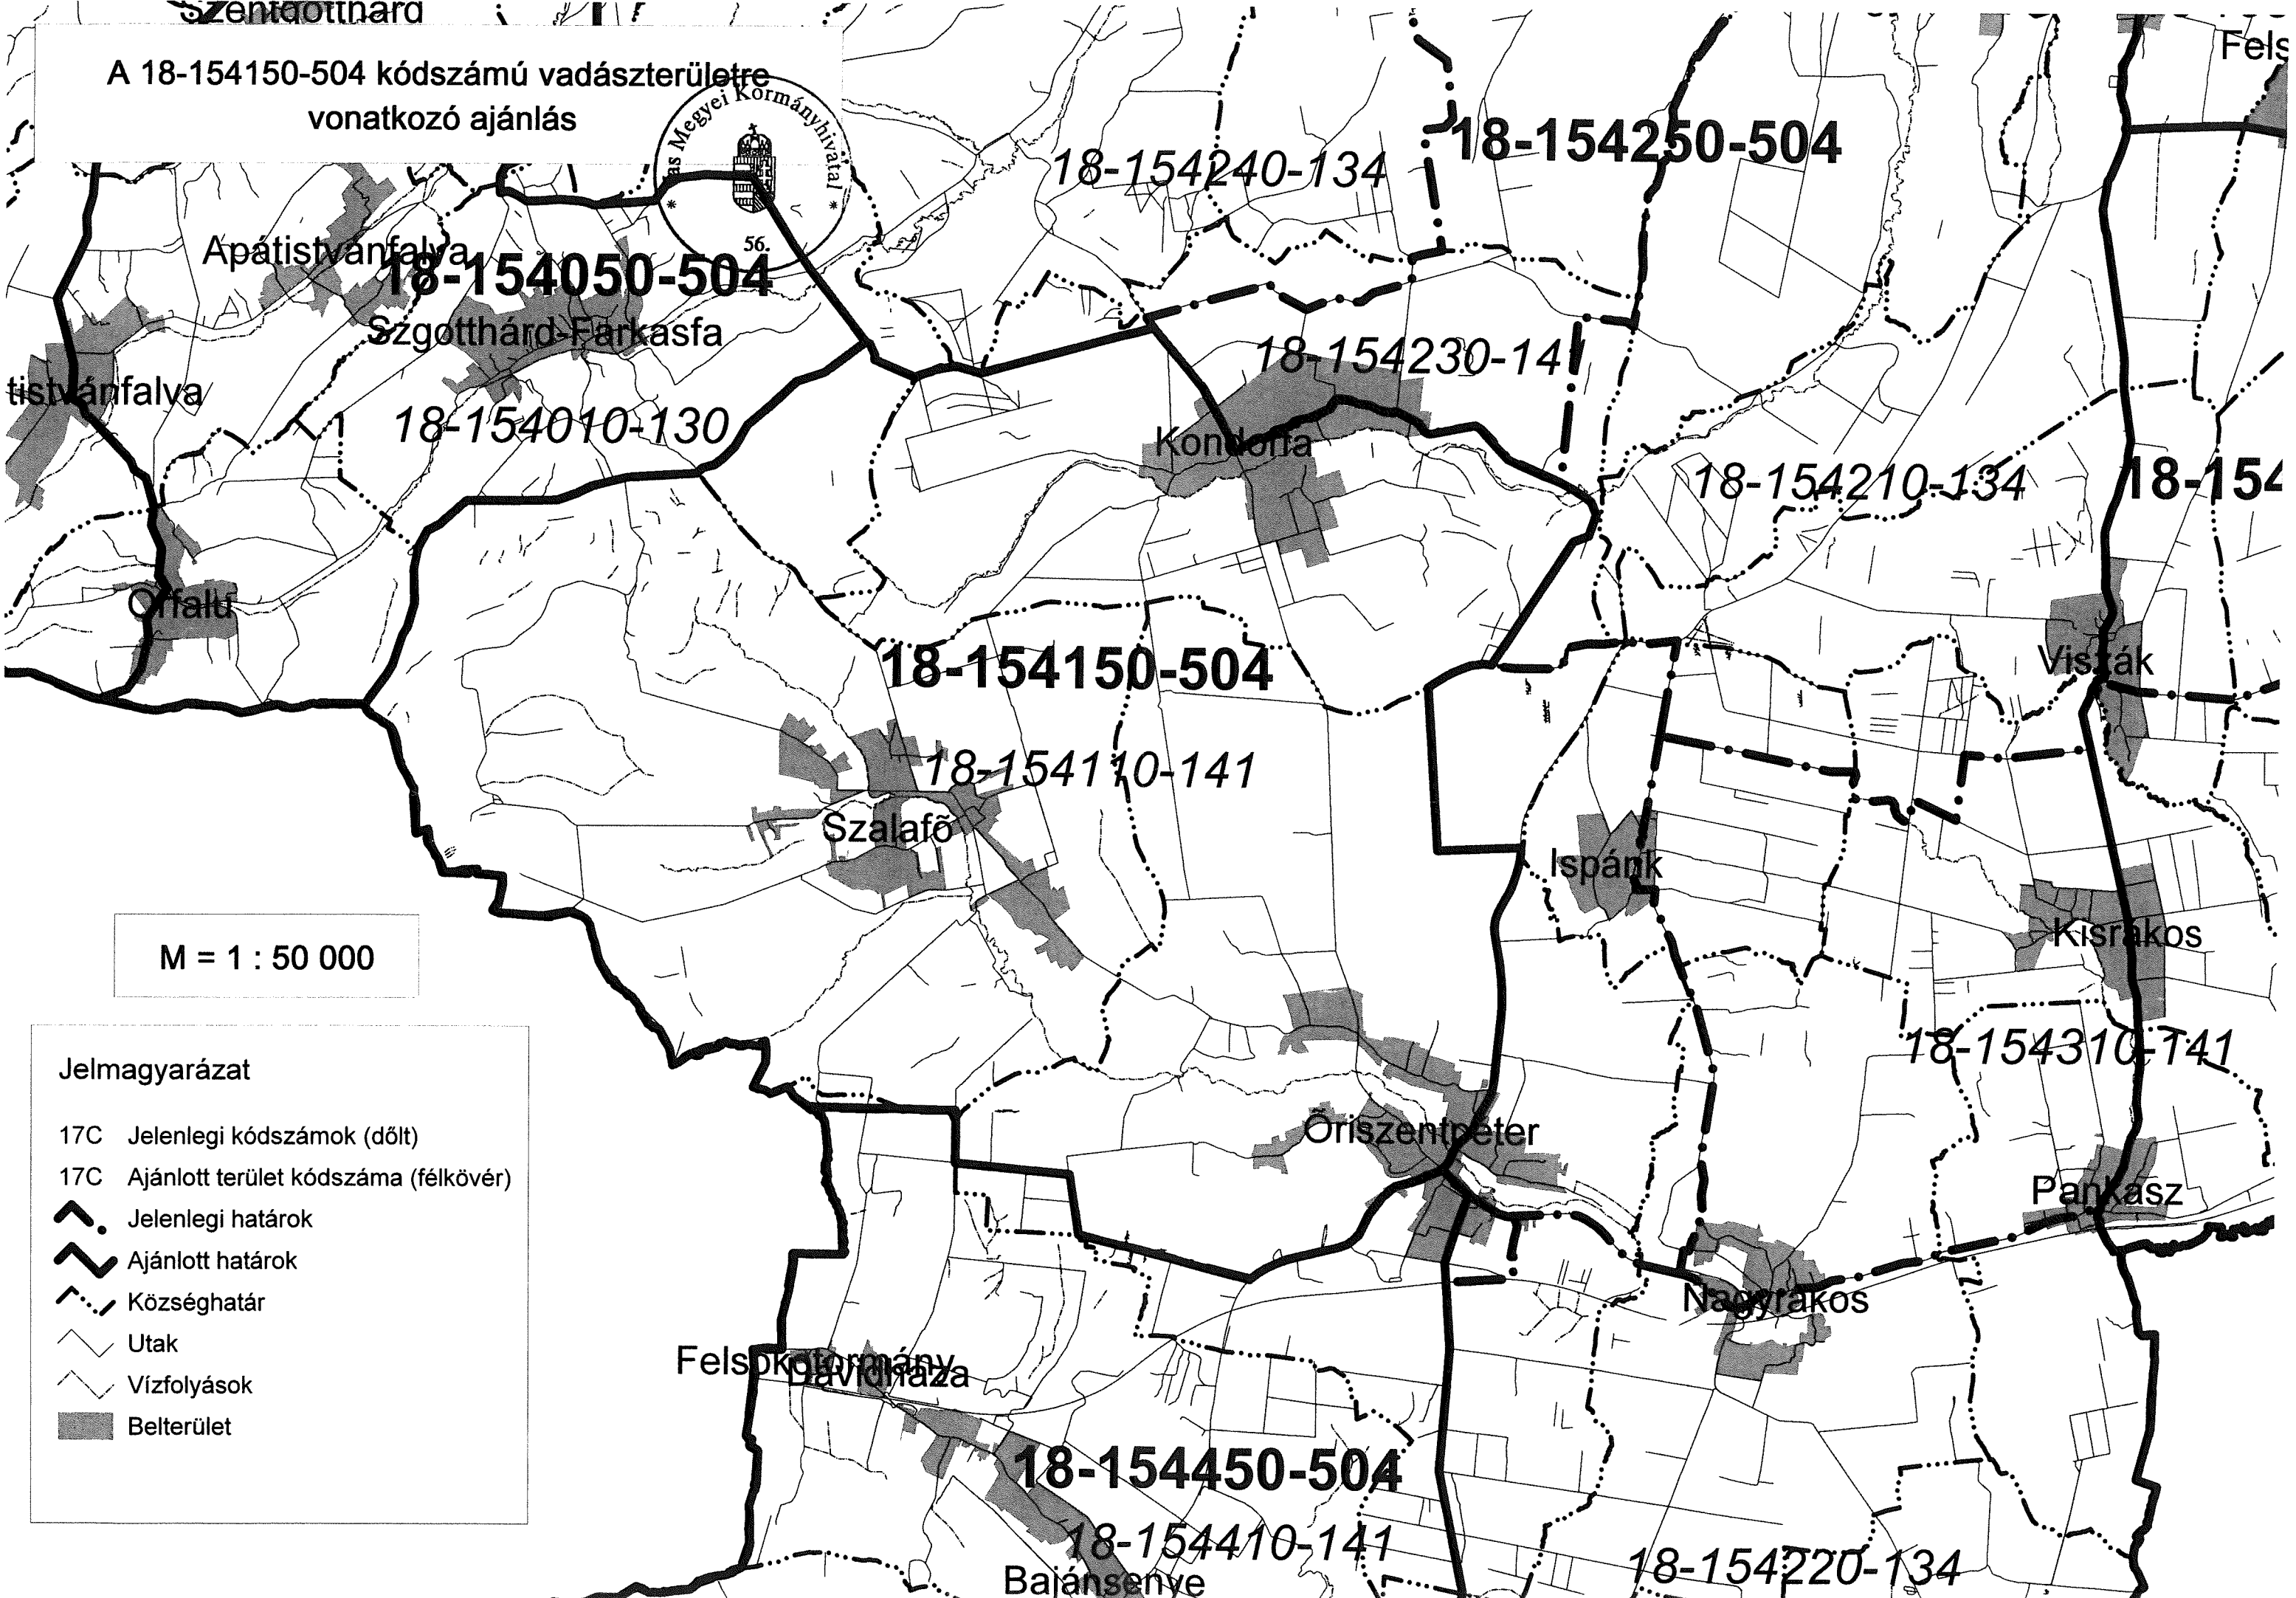 Szentgotthárd
A 18-154150-504 kódszámú vadászterületre
vonatkozó ajánlás
as Megyei Kormányhivatal
* *
56.
Fels
18-154240-134
18-154250-504
Apátistvánfalva
18-154050-504
Szgotthárd-Farkasfa
18-154230-141
tistvánfalva
18-154010-130
Kondorfa
18-154210-134
18-154
Orfalu
18-154150-504
Viszák
18-154110-141
Szalafõ
Ispánk
Kisrákos
M = 1 : 50 000
18-154310-141
Jelmagyarázat
17C Jelenlegi kódszámok (dőlt)
17C Ajánlott terület kódszáma (félkövér)
Jelenlegi határok
Ajánlott határok
Községhatár
Utak
Vízfolyások
Belterület
Õriszentpéter
Pankasz
Nagyrákos
Dávidháza
18-154450-504
18-154410-141
Bajánsenye
18-154220-134